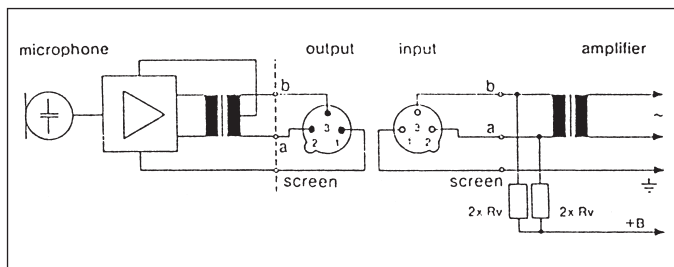 microphone output input amplifier
b b
3 3
2 1 1 2
a a
~
screen screen
2x Rv 2x Rv
+B